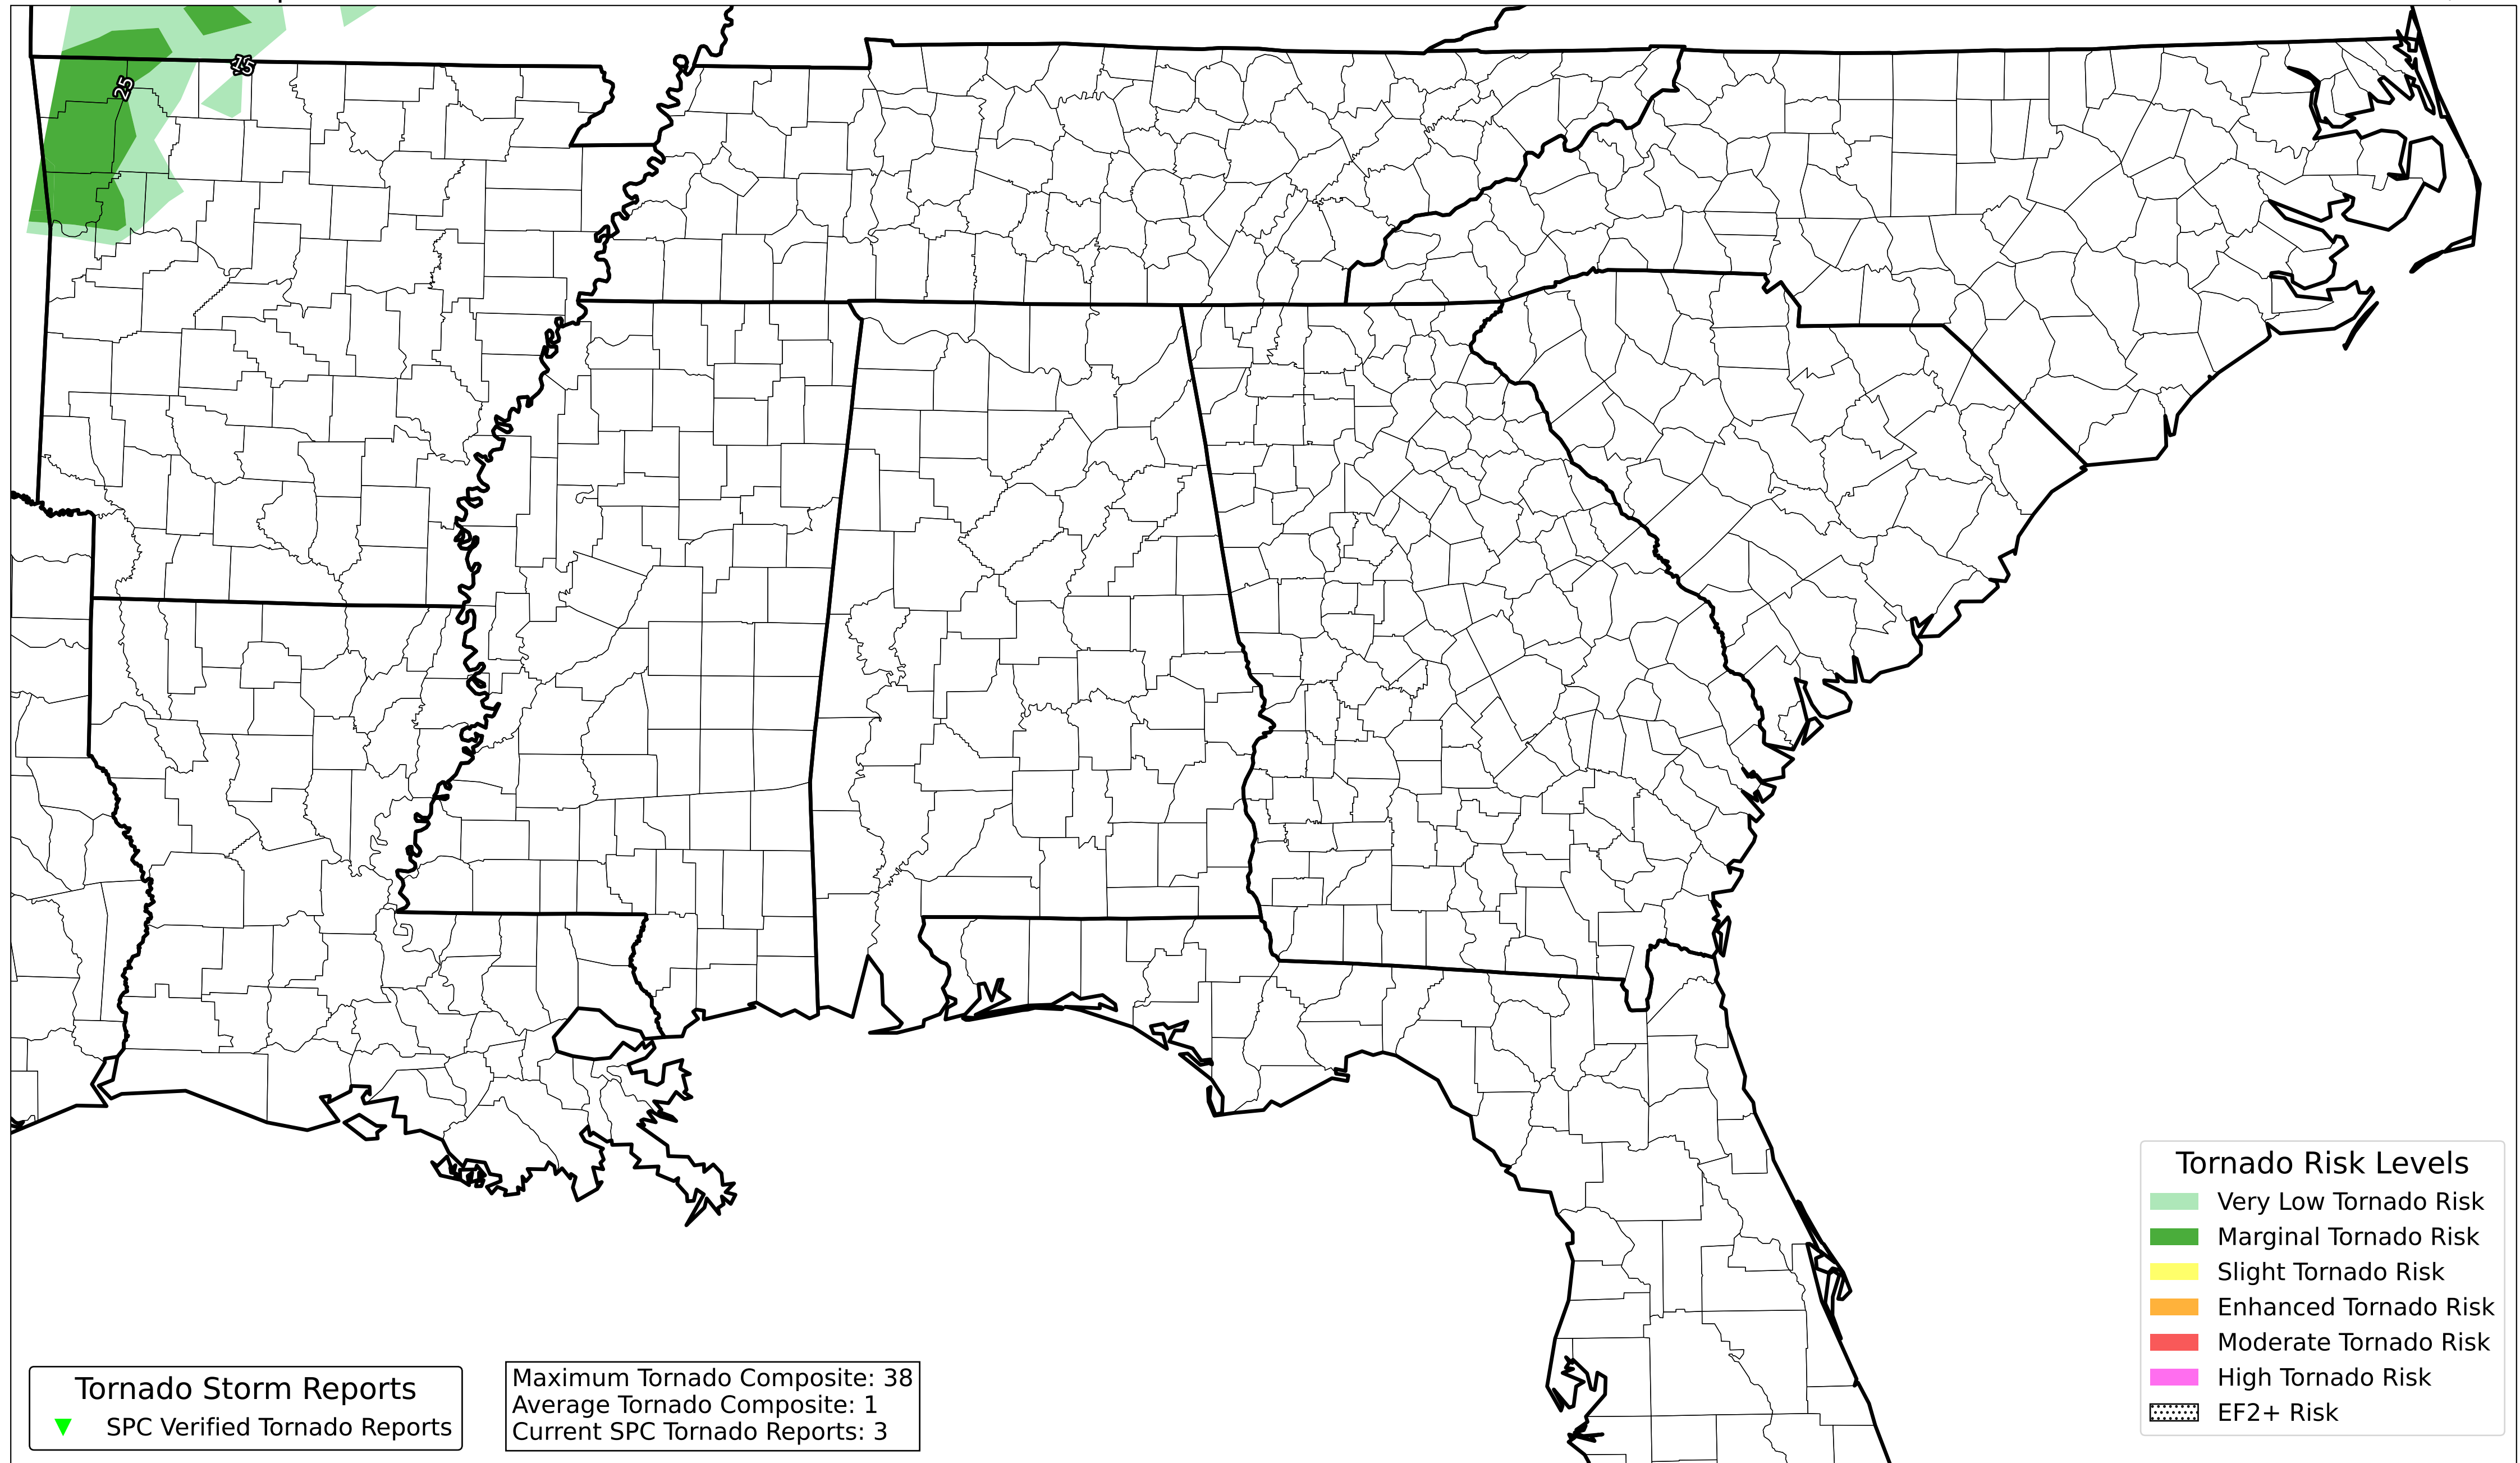 25
15
Tornado Risk Levels
Very Low Tornado Risk
Marginal Tornado Risk
Slight Tornado Risk
Enhanced Tornado Risk
Moderate Tornado Risk
High Tornado Risk
EF2+ Risk
Tornado Storm Reports
SPC Verified Tornado Reports
Maximum Tornado Composite: 38
Average Tornado Composite: 1
Current SPC Tornado Reports: 3